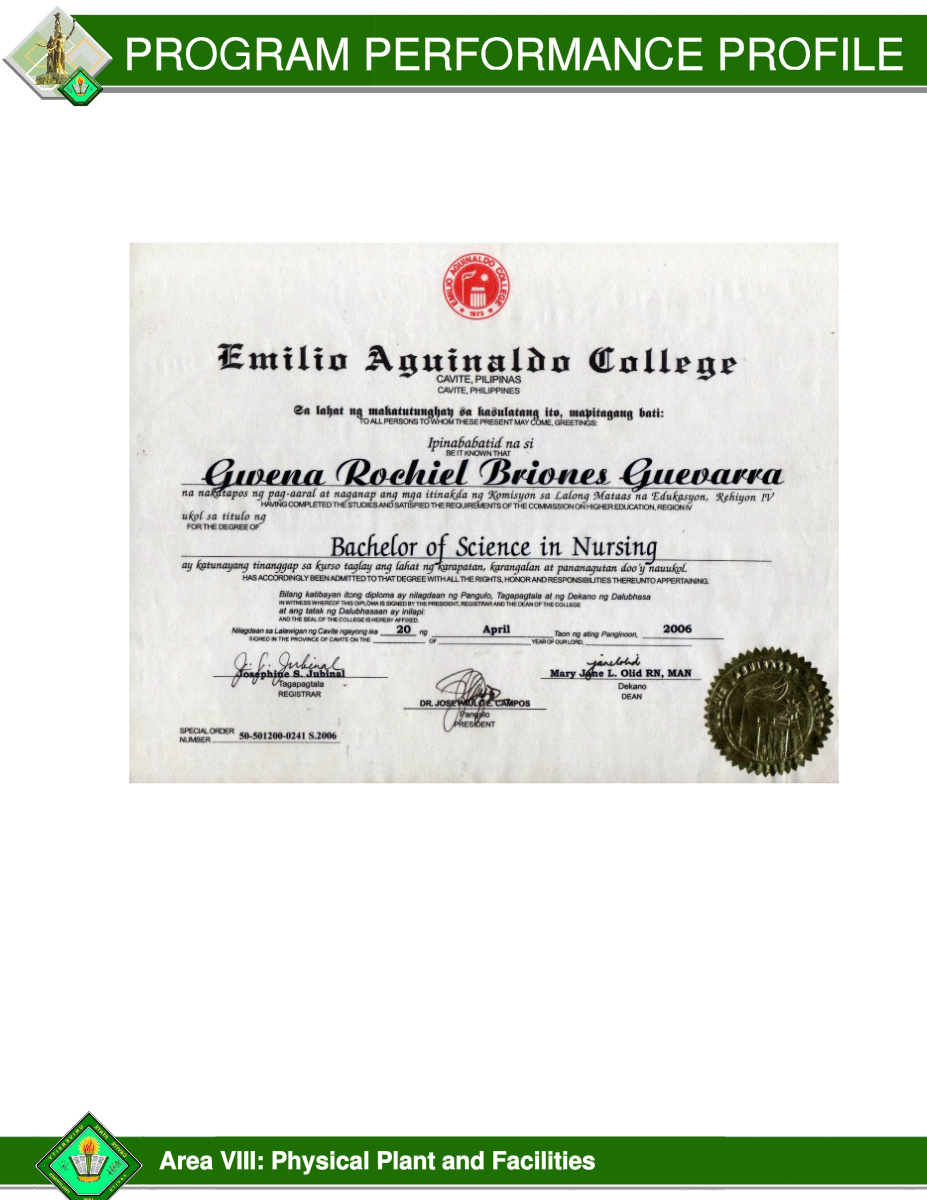 PROGRAM PERFORMANCE PROFILE
EMILIO AGUINALDO COLLEGE
1973
Emilio Aguinaldo College
CAVITE, PILIPINAS
CAVITE, PHILIPPINES
Sa lahat ng makatutunghay sa kasulatang ito, mapitagang bati:
TO ALL PERSONS TO WHOM THESE PRESENT MAY COME, GREETINGS:
Ipinababatid na si
BE IT KNOWN THAT
Gwena Rochiel Briones Guevarra
na nakatapos ng pag-aaral at naganap ang mga itinakda ng Komisyon sa Lalong Mataas na Edukasyon, Rehiyon IV
HAVING COMPLETED THE STUDIES AND SATISFIED THE REQUIREMENTS OF THE COMMISSION ON HIGHER EDUCATION, REGION IV
ukol sa titulo ng
FOR THE DEGREE OF
Bachelor of Science in Nursing
ay katunayang tinanggap sa kurso taglay ang lahat ng karapatan, karangalan at pananagutan doo'y nauukol.
HAS ACCORDINGLY BEEN ADMITTED TO THAT DEGREE WITH ALL THE RIGHTS, HONOR AND RESPONSIBILITIES THEREUNTO APPERTAINING.
Bilang katibayan itong diploma ay nilagdaan ng Pangulo, Tagapagtala at ng Dekano ng Dalubhasa
IN WITNESS WHEREOF THIS DIPLOMA IS SIGNED BY THE PRESIDENT, REGISTRAR AND THE DEAN OF THE COLLEGE
at ang tatak ng Dalubhasaan ay inilapi:
AND THE SEAL OF THE COLLEGE IS HEREBY AFFIXED.
Nilagdaan sa Lalawigan ng Cavite ngayong ika 20 ng April Taon ng ating Panginoon, 2006
SIGNED IN THE PROVINCE OF CAVITE ON THE OF YEAR OF OUR LORD.
Josephine S. Jubinal
Tagapagtala
REGISTRAR
DR. JOSE PAULO E. CAMPOS
Pangulo
PRESIDENT
Mary Jane L. Olid RN, MAN
Dekano
DEAN
SPECIAL ORDER
NUMBER 50-501200-0241 S.2006
Area VIII: Physical Plant and Facilities